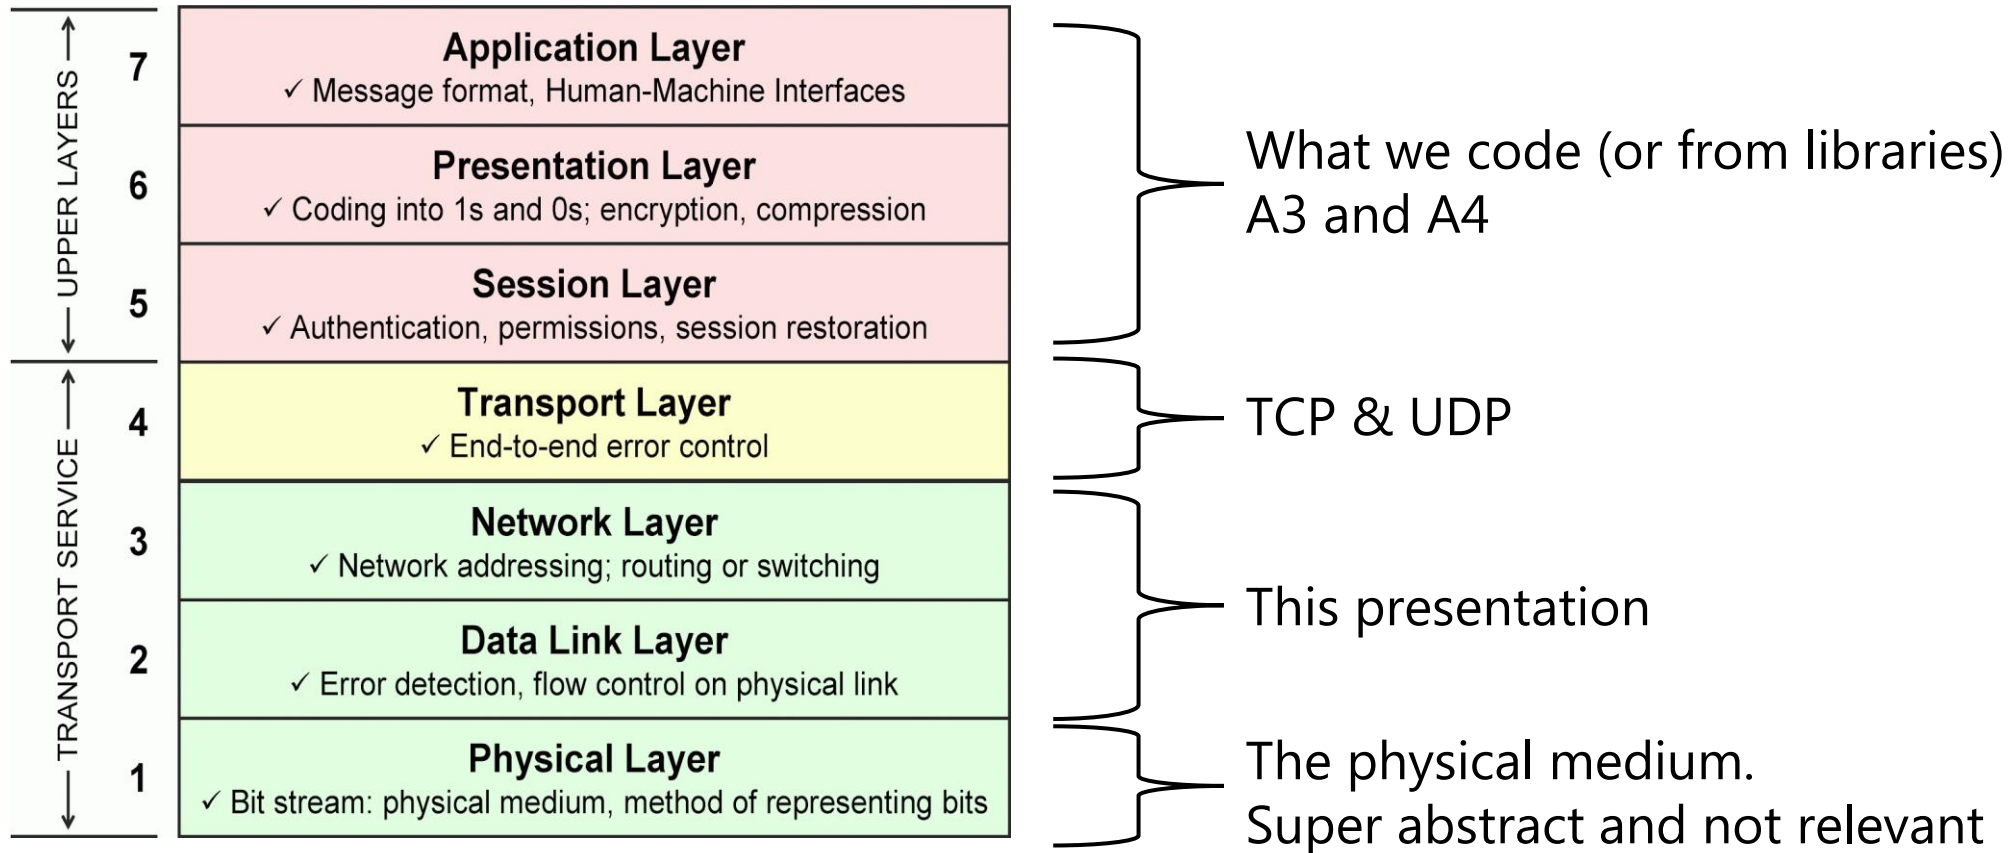 UPPER LAYERS
7
Application Layer
✓ Message format, Human-Machine Interfaces
6
Presentation Layer
✓ Coding into 1s and 0s; encryption, compression
5
Session Layer
✓ Authentication, permissions, session restoration
What we code (or from libraries)
A3 and A4
TRANSPORT SERVICE
4
Transport Layer
✓ End-to-end error control
TCP & UDP
3
Network Layer
✓ Network addressing; routing or switching
2
Data Link Layer
✓ Error detection, flow control on physical link
This presentation
1
Physical Layer
✓ Bit stream: physical medium, method of representing bits
The physical medium.
Super abstract and not relevant